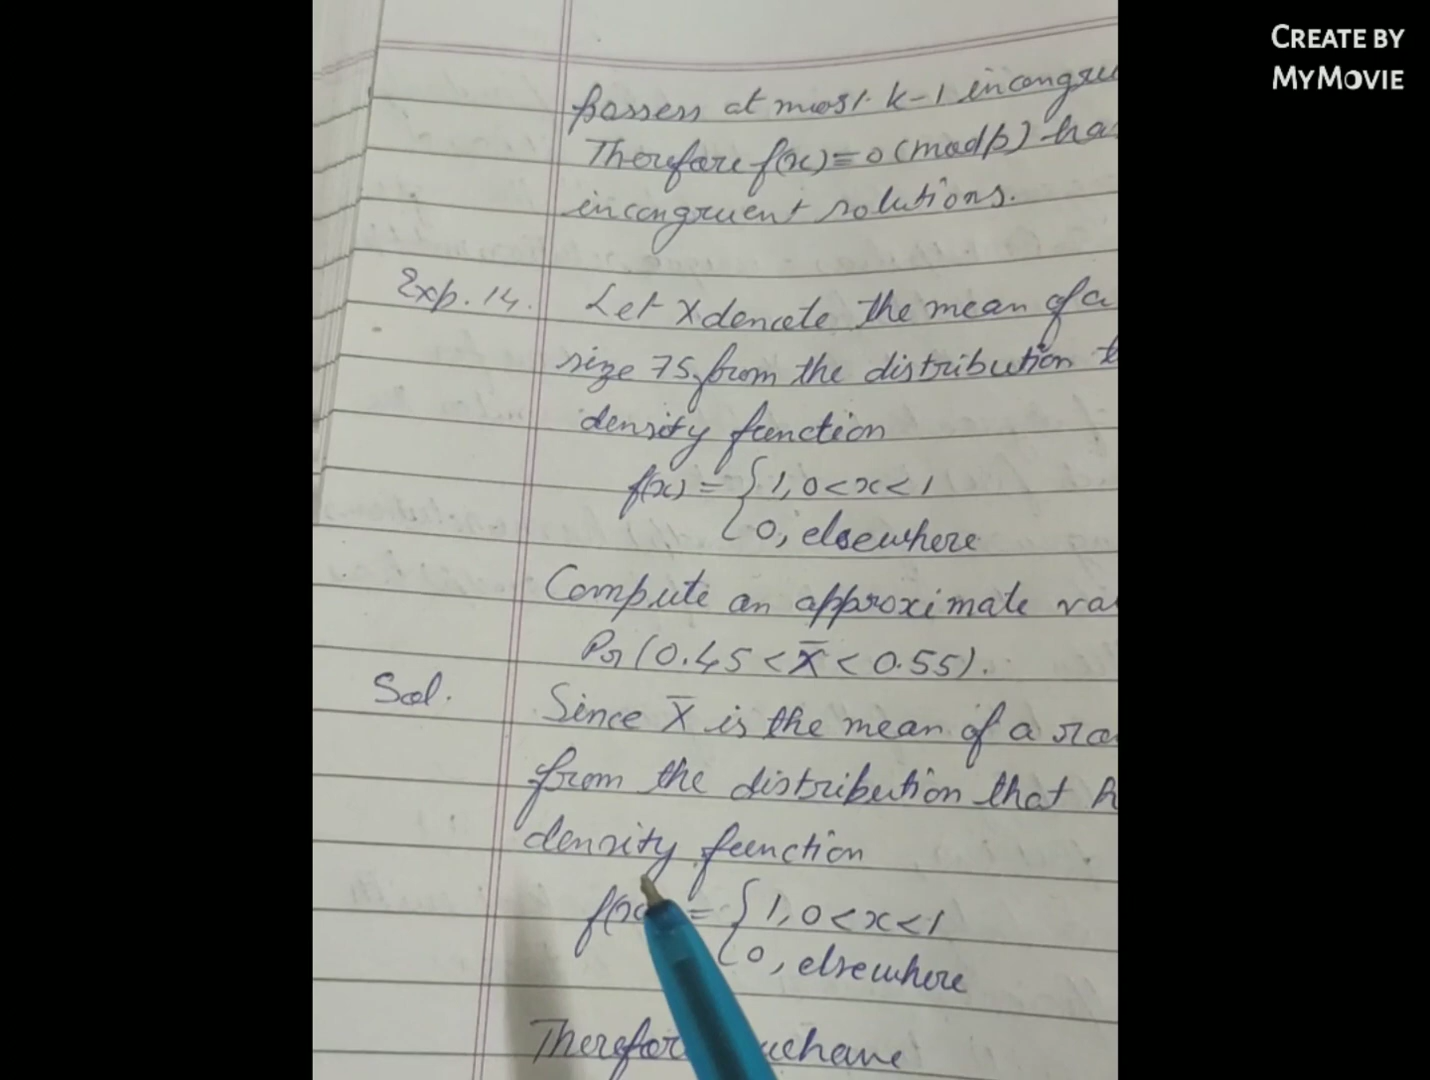 possess at most k-1 incongru
Therefore f(x)≡0(modp) ha
incongruent solutions.
Exp. 14. Let X denote the mean of a
size 75 from the distribution t
density function
f(x) = { 1, 0<x<1
0, elsewhere
Compute an approximate va
Pr(0.45 < X̄ < 0.55).
Sol. Since X̄ is the mean of a ra
from the distribution that h
density function
f(x) = { 1, 0<x<1
0, elsewhere
Therefor we have
CREATE BY
MYMOVIE